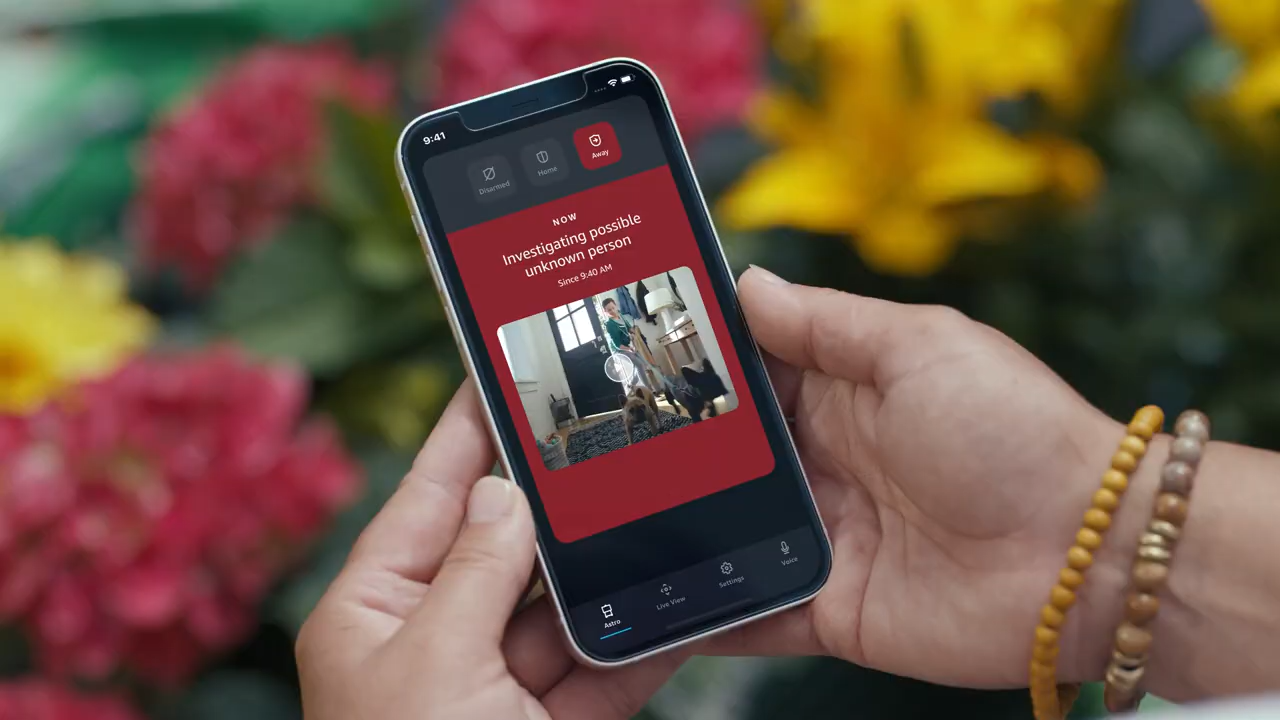 9:41
Disarmed
Home
Away
NOW
Investigating possible
unknown person
Since 9:40 AM
Astro
Live View
Settings
Voice